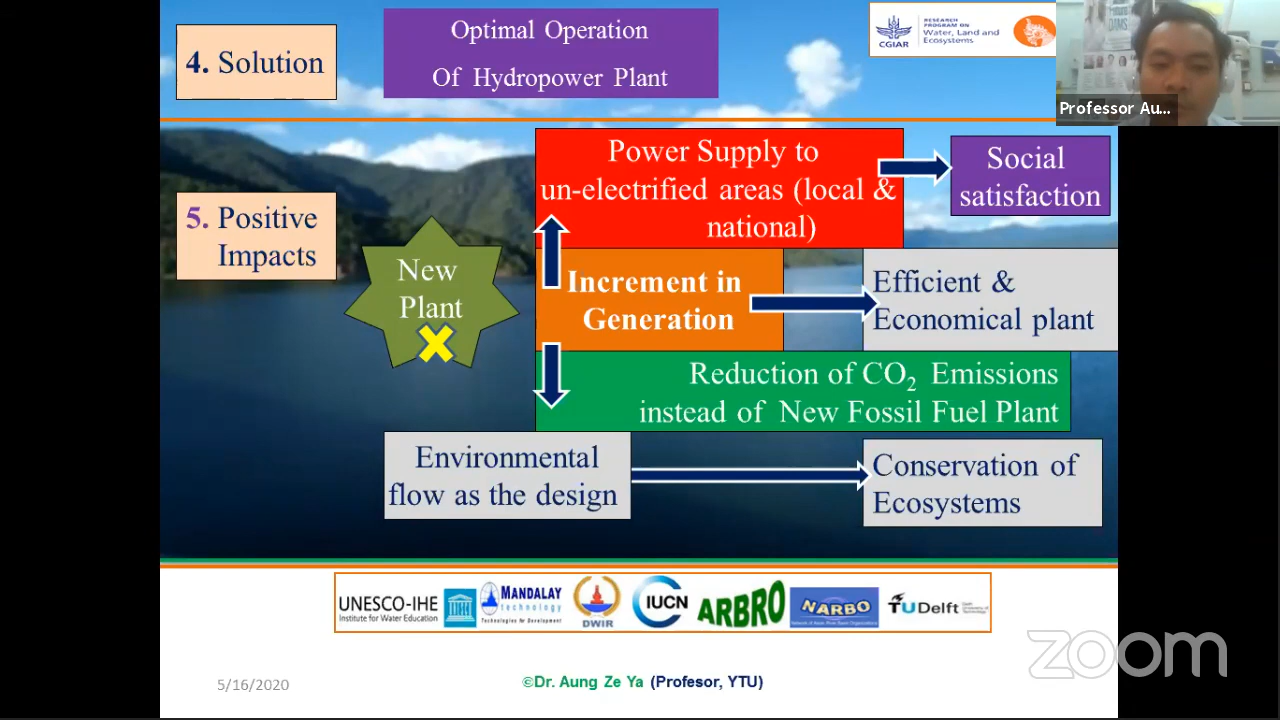 4. Solution
Optimal Operation
Of Hydropower Plant
CGIAR
RESEARCH PROGRAM ON
Water, Land and
Ecosystems
Professor Au...
5. Positive
Impacts
New
Plant
Power Supply to
un-electrified areas (local &
national)
Social
satisfaction
Increment in
Generation
Efficient &
Economical plant
Reduction of CO2 Emissions
instead of New Fossil Fuel Plant
Environmental
flow as the design
Conservation of
Ecosystems
UNESCO-IHE
Institute for Water Education
MANDALAY
technology
Technologies for Development
DWIR
IUCN
ARBRO
NARBO
TU Delft
zoom
5/16/2020
©Dr. Aung Ze Ya (Profesor, YTU)